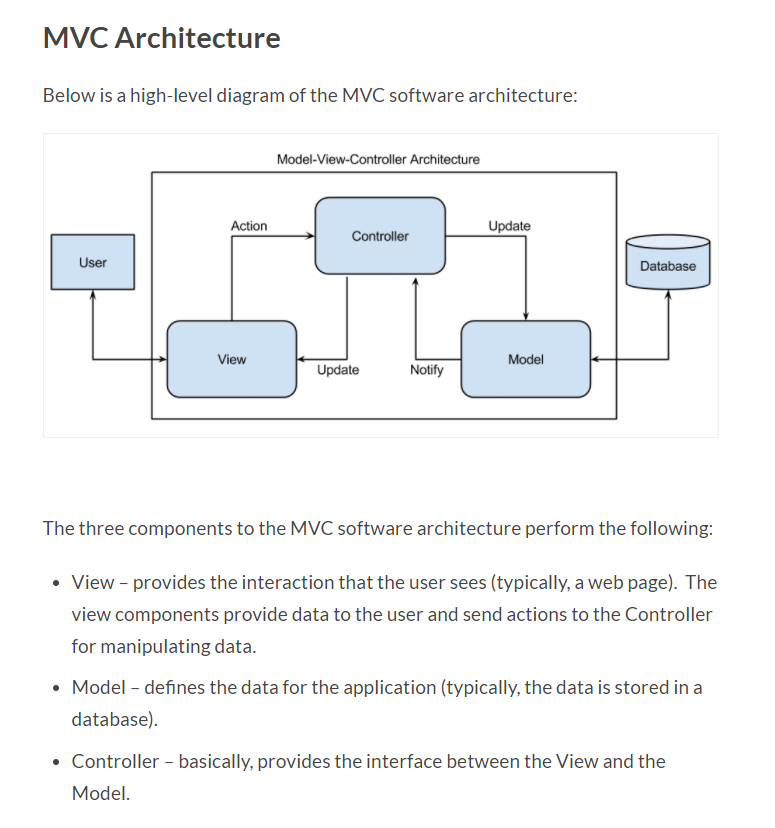 MVC Architecture
Below is a high-level diagram of the MVC software architecture:
Model-View-Controller Architecture
Action
Controller
Update
User
Database
View
Update
Notify
Model
The three components to the MVC software architecture perform the following:
• View – provides the interaction that the user sees (typically, a web page).  The
view components provide data to the user and send actions to the Controller
for manipulating data.
• Model – defines the data for the application (typically, the data is stored in a
database).
• Controller – basically, provides the interface between the View and the
Model.